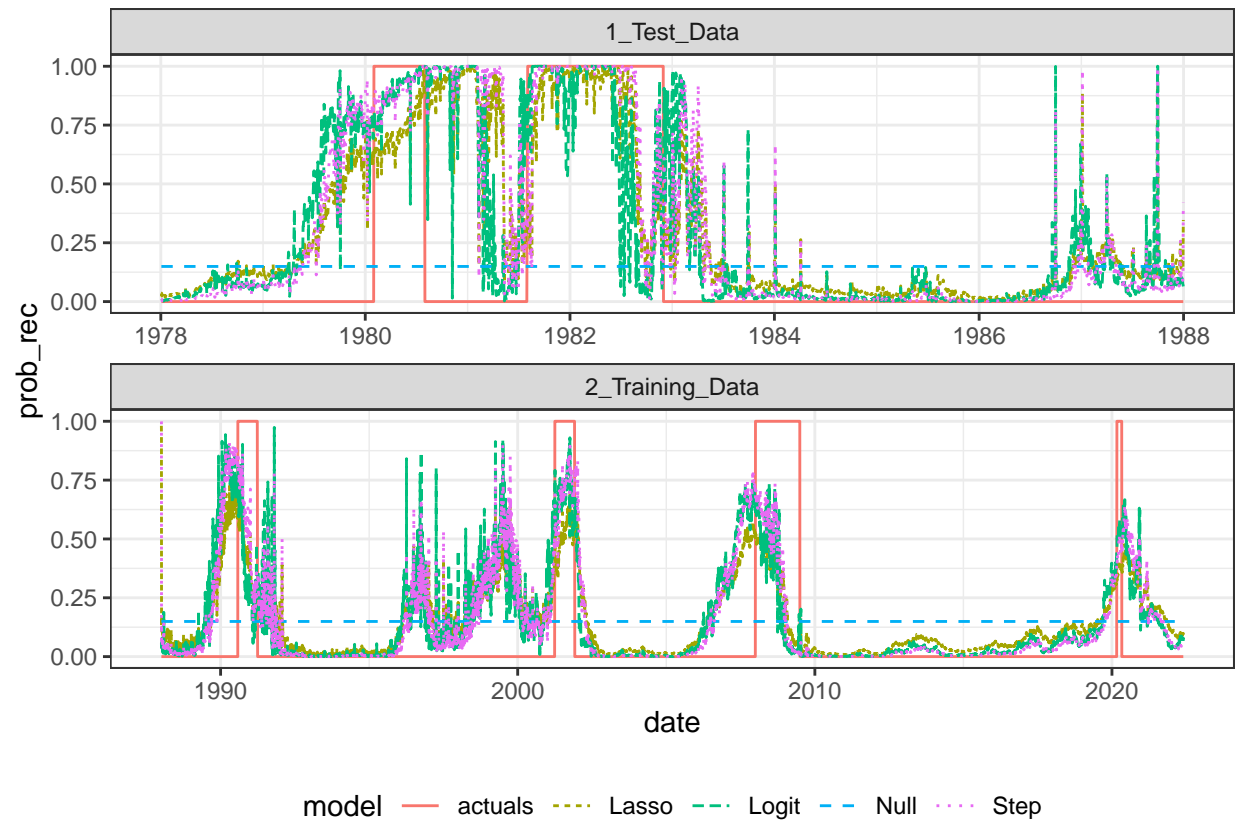 1_Test_Data
1.00
0.75
0.50
0.25
0.00
1978 1980 1982 1984 1986 1988
prob_rec
2_Training_Data
1.00
0.75
0.50
0.25
0.00
1990 2000 2010 2020
date
model actuals Lasso Logit Null Step